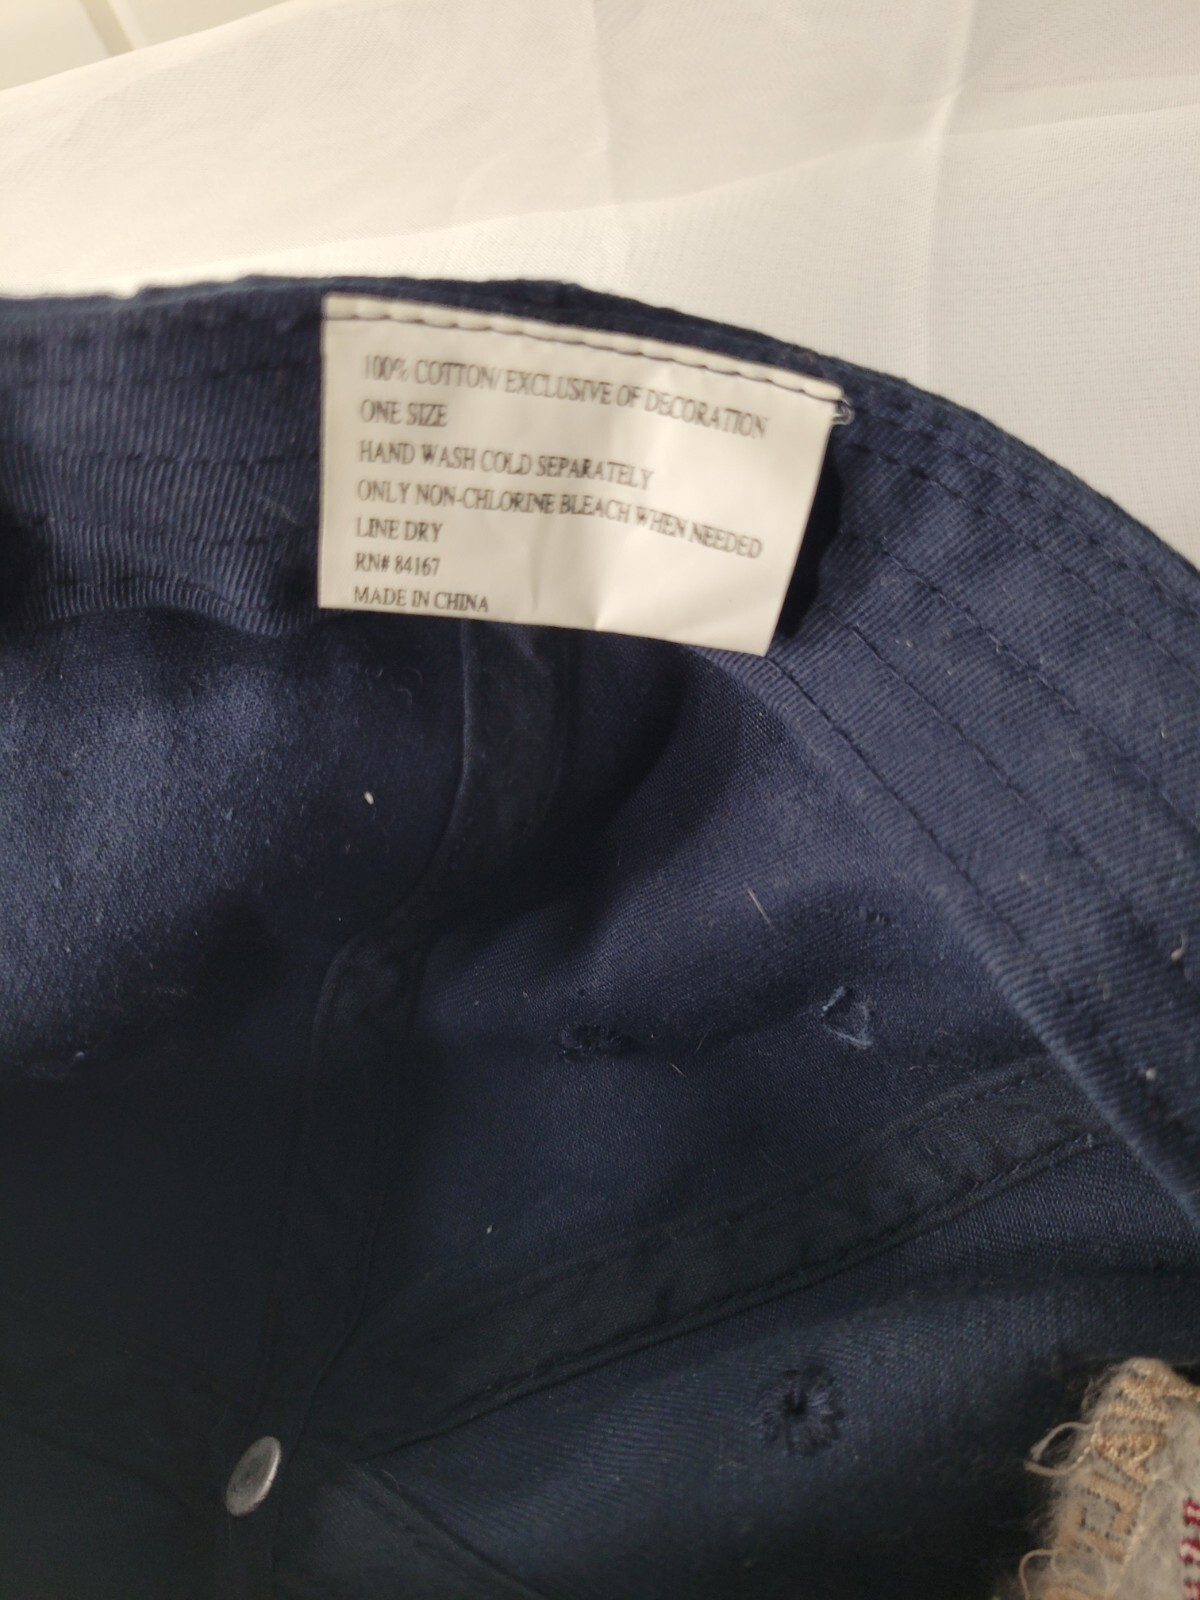 100% COTTON/ EXCLUSIVE OF DECORATION
ONE SIZE
HAND WASH COLD SEPARATELY
ONLY NON-CHLORINE BLEACH WHEN NEEDED
LINE DRY
RN# 84167
MADE IN CHINA